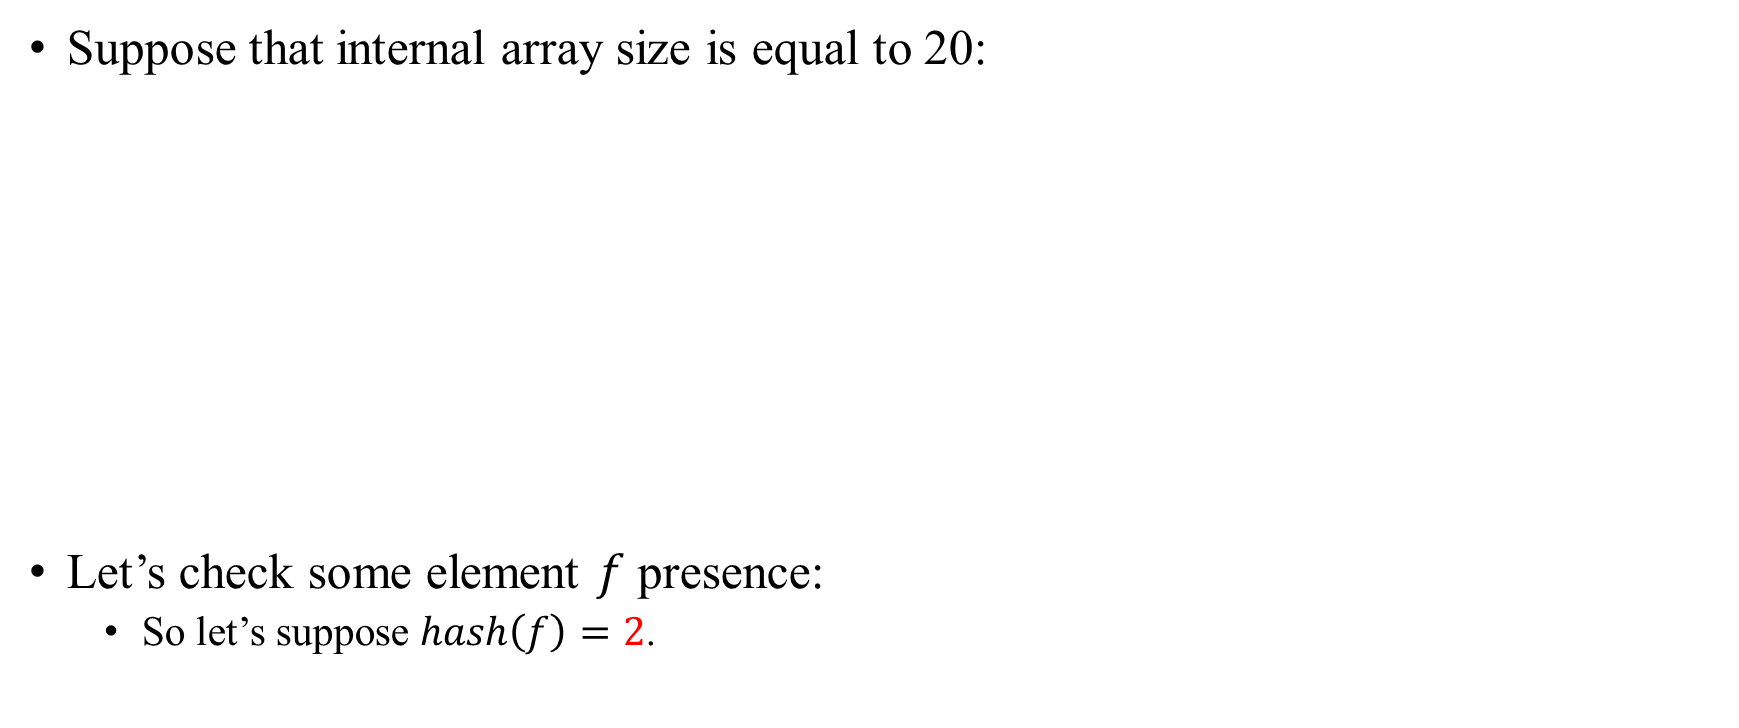 • Suppose that internal array size is equal to 20:
• Let’s check some element f presence:
• So let’s suppose hash(f) = 2.